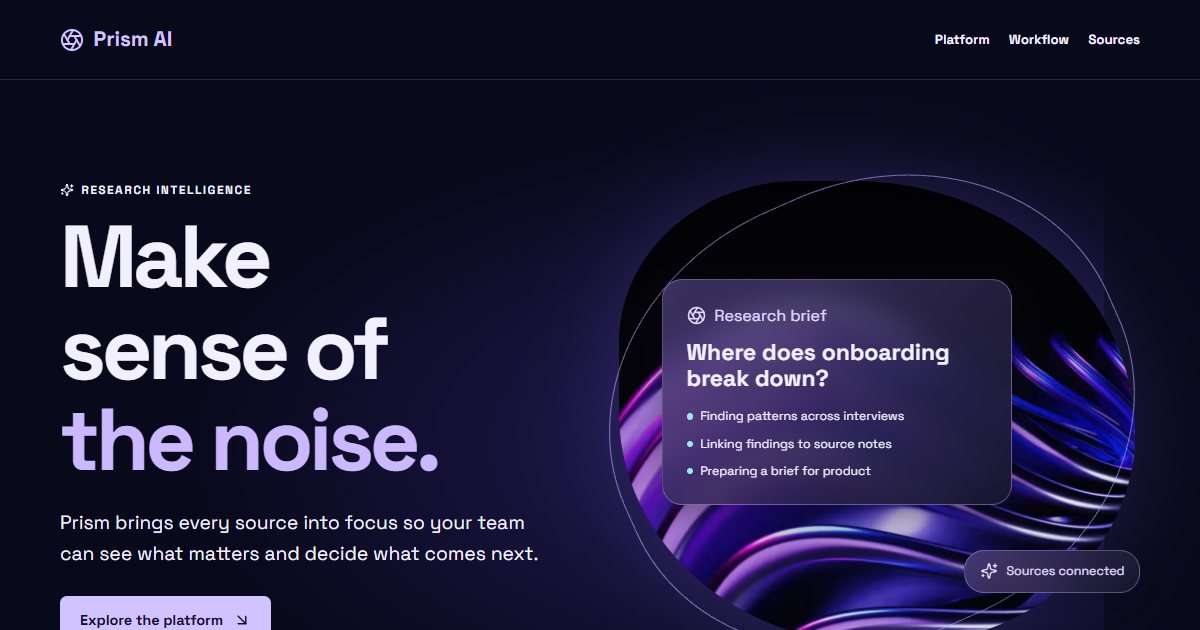 Prism AI
Platform
Workflow
Sources
RESEARCH INTELLIGENCE
Make
sense of
the noise.
Prism brings every source into focus so your team
can see what matters and decide what comes next.
Explore the platform
Research brief
Where does onboarding
break down?
Finding patterns across interviews
Linking findings to source notes
Preparing a brief for product
Sources connected